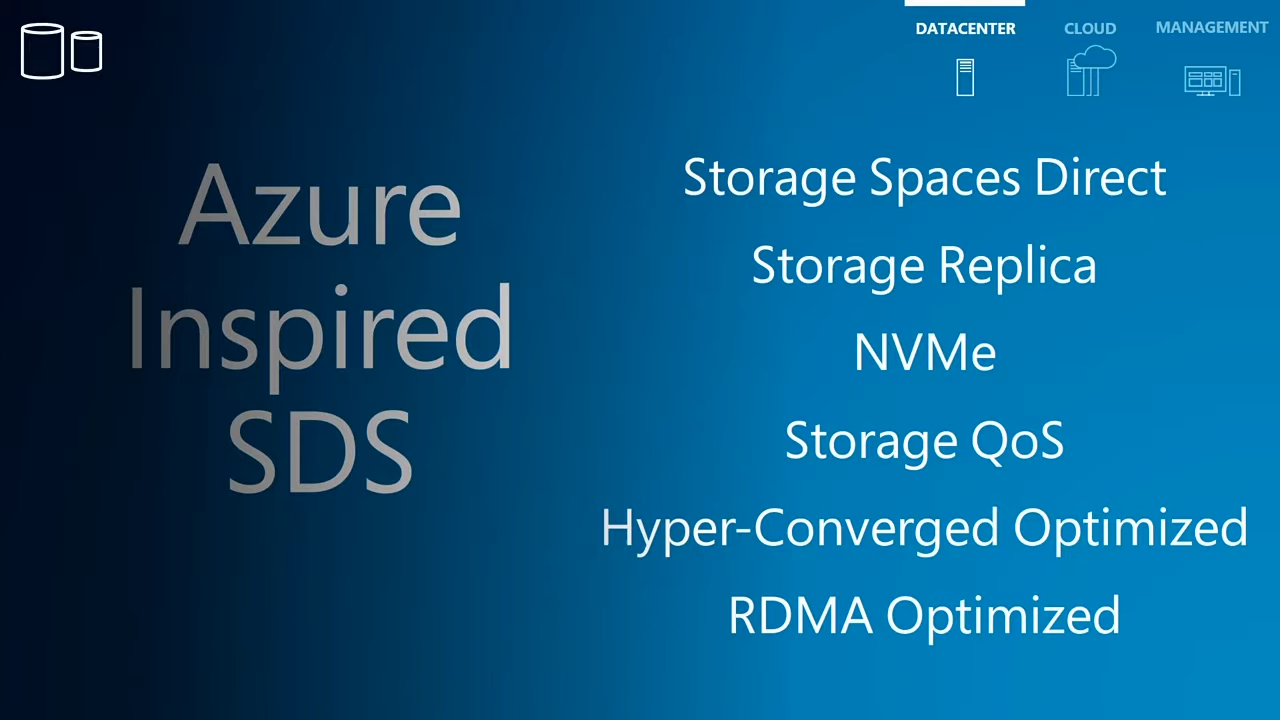 DATACENTER CLOUD MANAGEMENT
Azure
Inspired
SDS
Storage Spaces Direct
Storage Replica
NVMe
Storage QoS
Hyper-Converged Optimized
RDMA Optimized